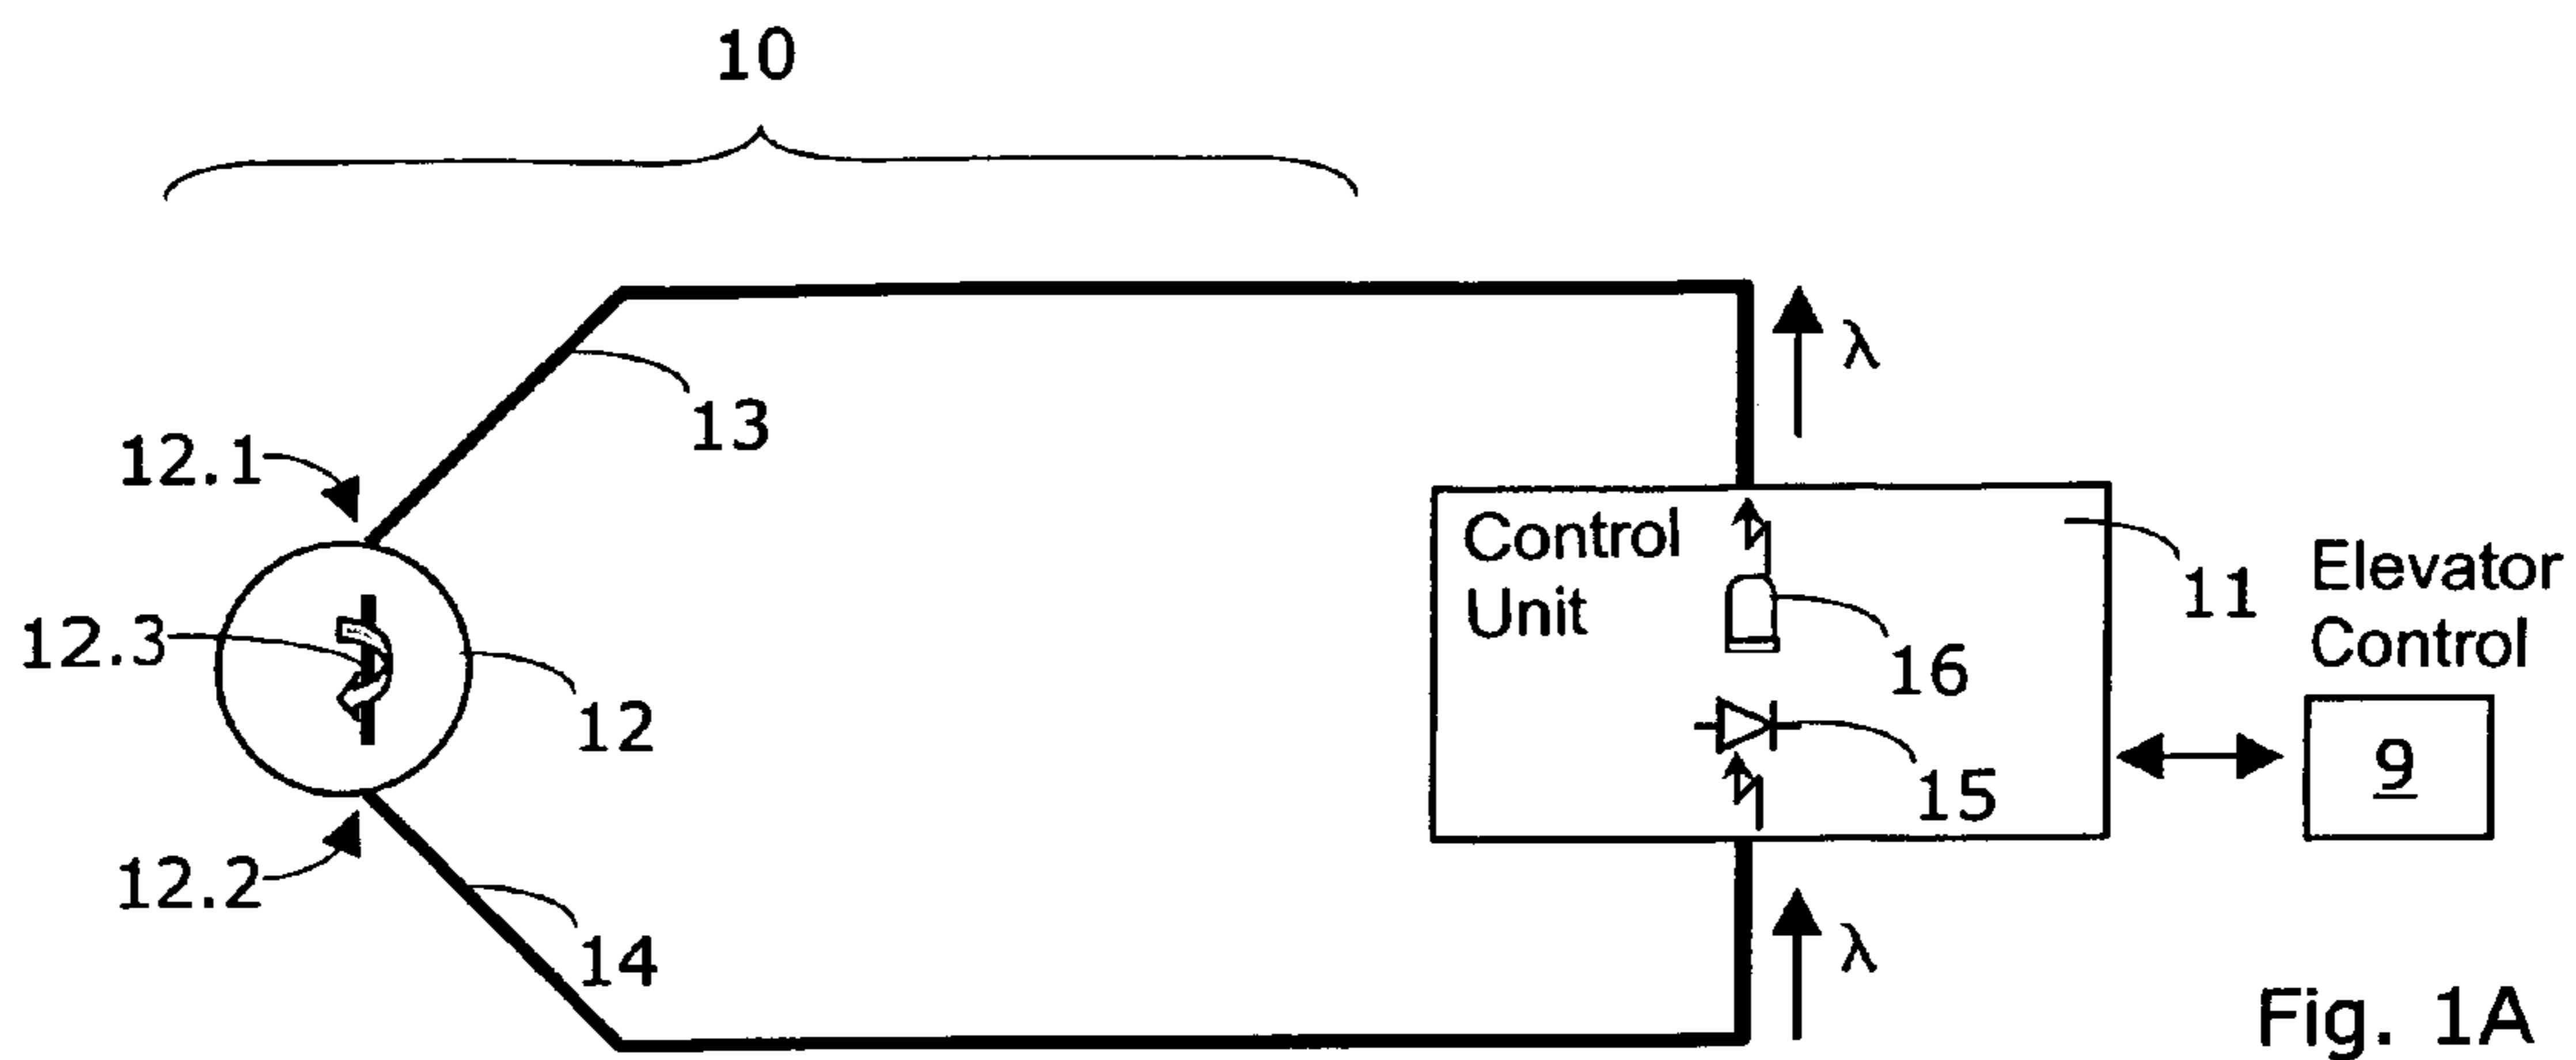 10
λ
13
12.1
Control
Unit
11
Elevator
Control
12.3
16
12
9
15
12.2
14
λ
Fig. 1A